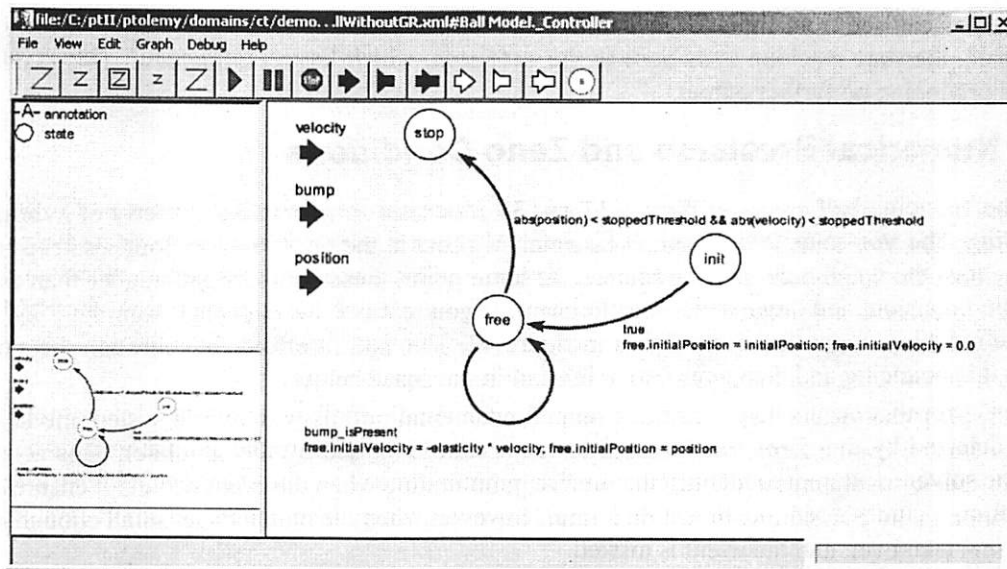 file:/C:/ptII/ptolemy/domains/ct/demo. . .llWithoutGR.xml#Ball Model._Controller
File View Edit Graph Debug Help
-A- annotation
state
velocity
bump
position
stop
abs(position) < stoppedThreshold && abs(velocity) < stoppedThreshold
init
free
true
free.initialPosition = initialPosition; free.initialVelocity = 0.0
bump_isPresent
free.initialVelocity = -elasticity * velocity; free.initialPosition = position